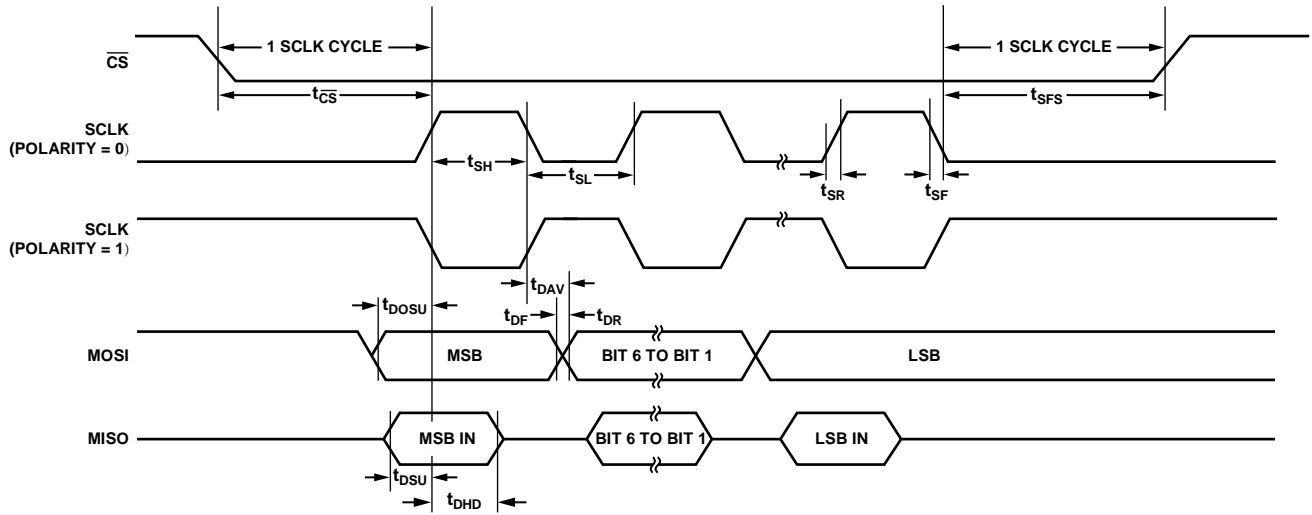 1 SCLK CYCLE
1 SCLK CYCLE
CS
tCS
tSFS
SCLK
(POLARITY = 0)
tSH
tSL
tSR
tSF
SCLK
(POLARITY = 1)
tDAV
tDOSU
tDF
tDR
MOSI
MSB
BIT 6 TO BIT 1
LSB
MISO
MSB IN
BIT 6 TO BIT 1
LSB IN
tDSU
tDHD